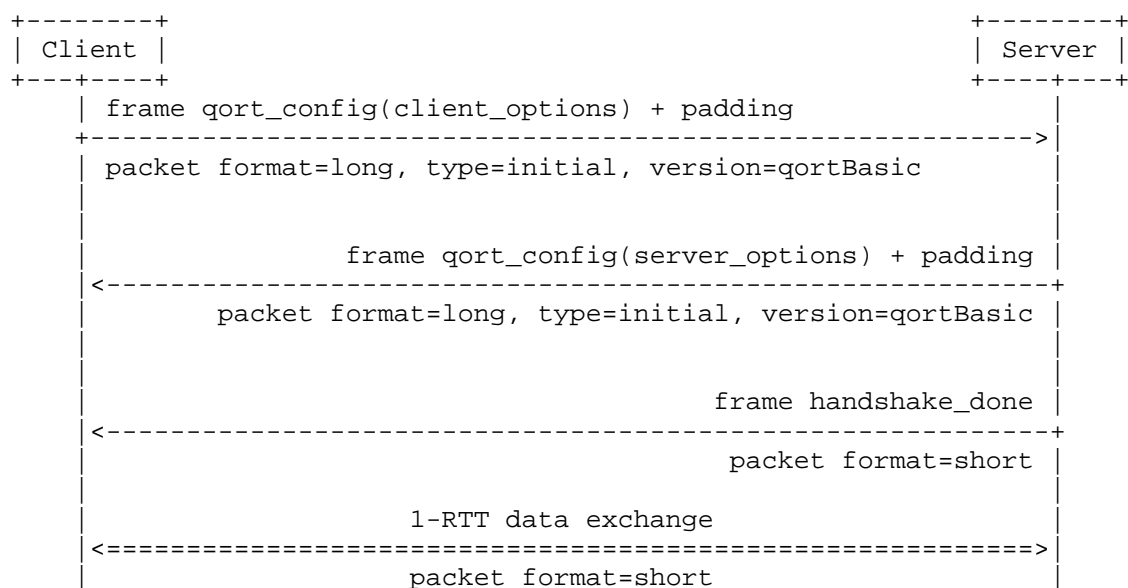 Client Server
frame qort_config(client_options) + padding
packet format=long, type=initial, version=qortBasic
frame qort_config(server_options) + padding
packet format=long, type=initial, version=qortBasic
frame handshake_done
packet format=short
1-RTT data exchange
packet format=short